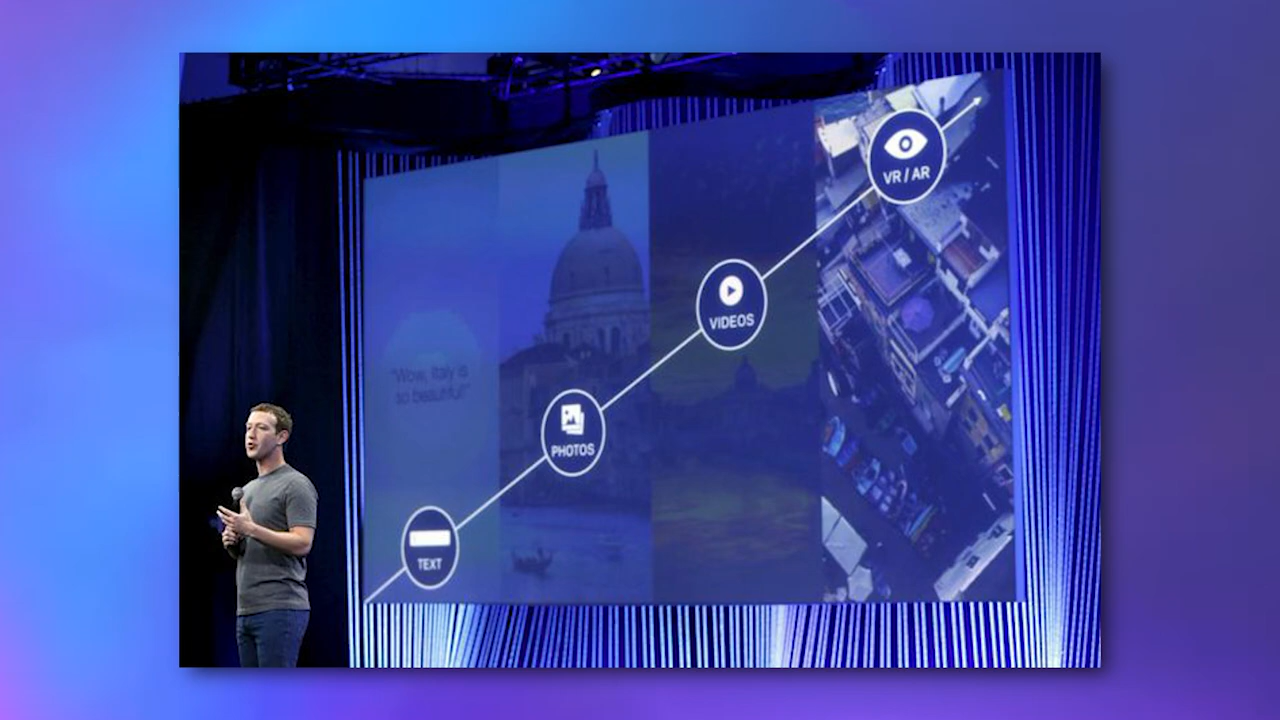 "Wow, Italy is
so beautiful!"
TEXT
PHOTOS
VIDEOS
VR / AR